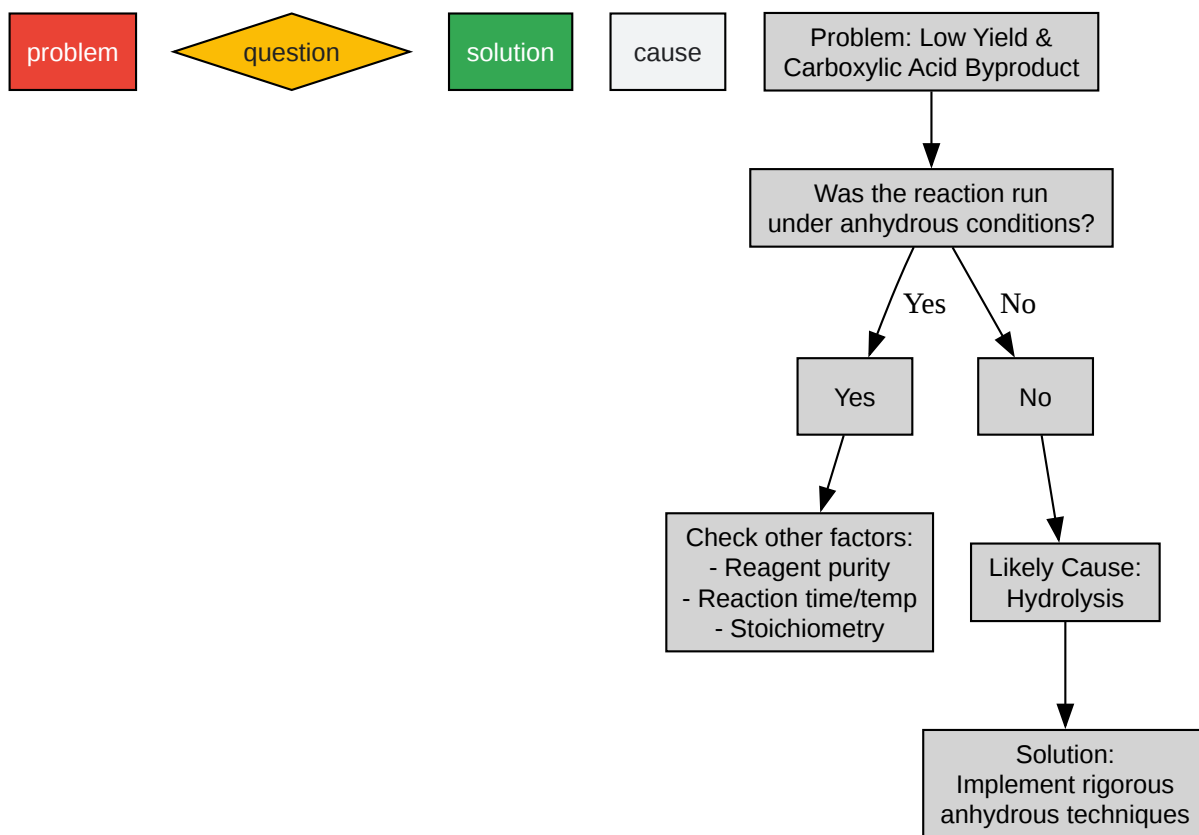 problem
question
solution
cause
Problem: Low Yield &
Carboxylic Acid Byproduct
Was the reaction run
under anhydrous conditions?
Yes
No
Yes
No
Check other factors:
- Reagent purity
- Reaction time/temp
- Stoichiometry
Likely Cause:
Hydrolysis
Solution:
Implement rigorous
anhydrous techniques